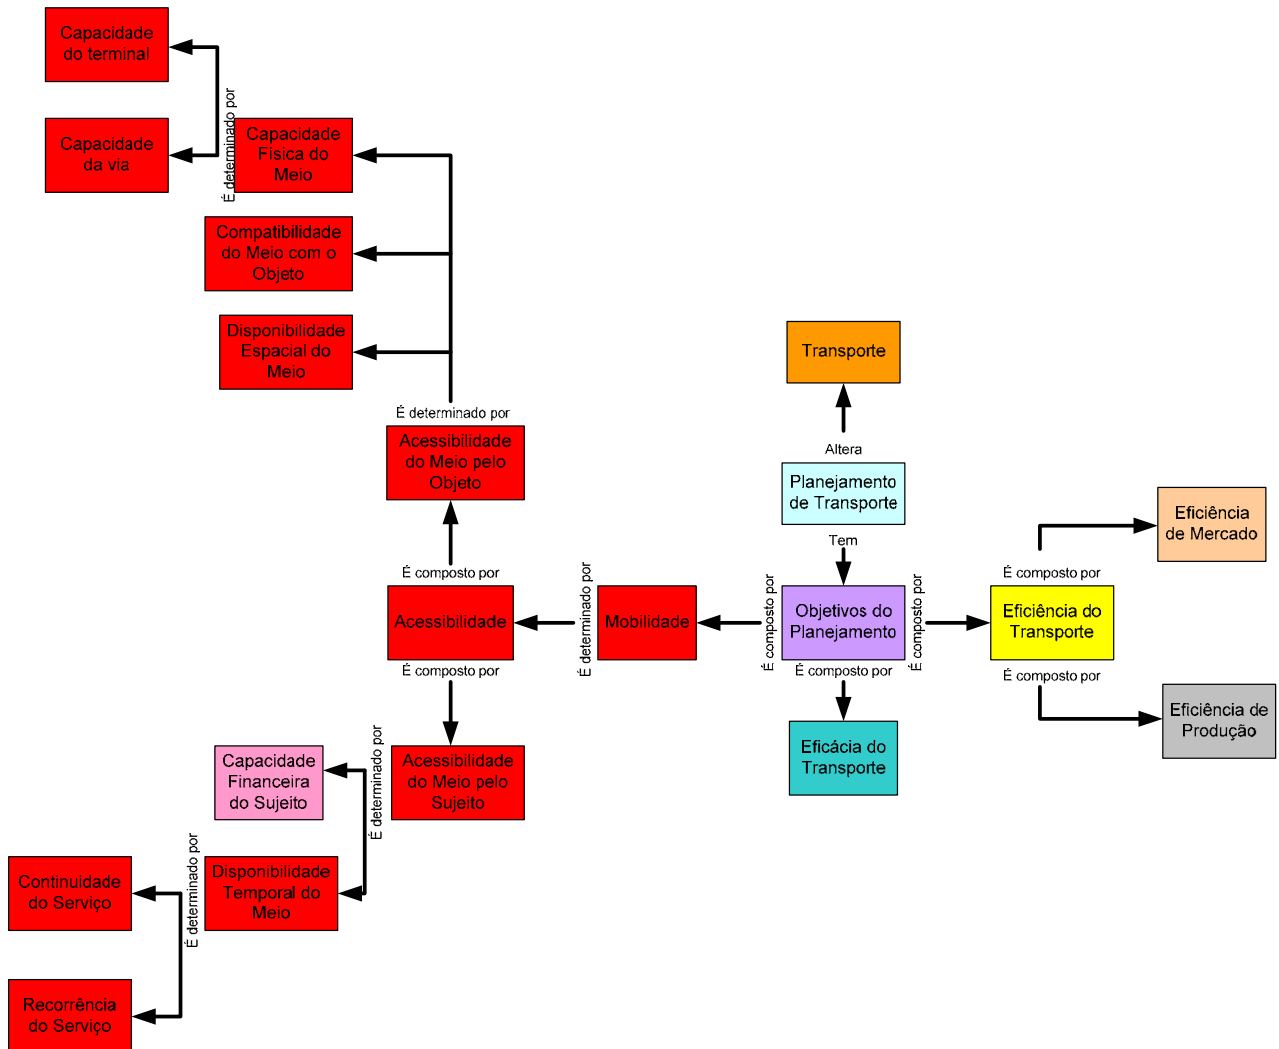 Capacidade
do terminal
É determinado por
Capacidade
da via
Capacidade
Física do
Meio
Compatibilidade
do Meio com o
Objeto
Disponibilidade
Espacial do
Meio
É determinado por
Acessibilidade
do Meio pelo
Objeto
É composto por
Acessibilidade
É composto por
Acessibilidade
do Meio pelo
Sujeito
É determinado por
Capacidade
Financeira
do Sujeito
Disponibilidade
Temporal do
Meio
É determinado por
Continuidade
do Serviço
Recorrência
do Serviço
É determinado por
Mobilidade
É composto por
Transporte
Altera
Planejamento
de Transporte
Tem
Objetivos do
Planejamento
É composto por
Eficácia do
Transporte
É composto por
Eficiência do
Transporte
É composto por
Eficiência
de Mercado
É composto por
Eficiência de
Produção